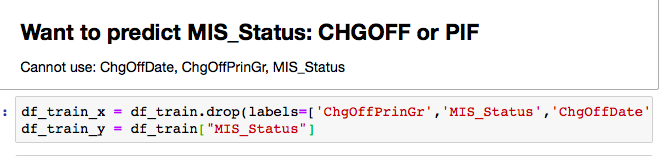 Want to predict MIS_Status: CHGOFF or PIF
Cannot use: ChgOffDate, ChgOffPrinGr, MIS_Status
: df_train_x = df_train.drop(labels=['ChgOffPrinGr','MIS_Status','ChgOffDate'
df_train_y = df_train["MIS_Status"]